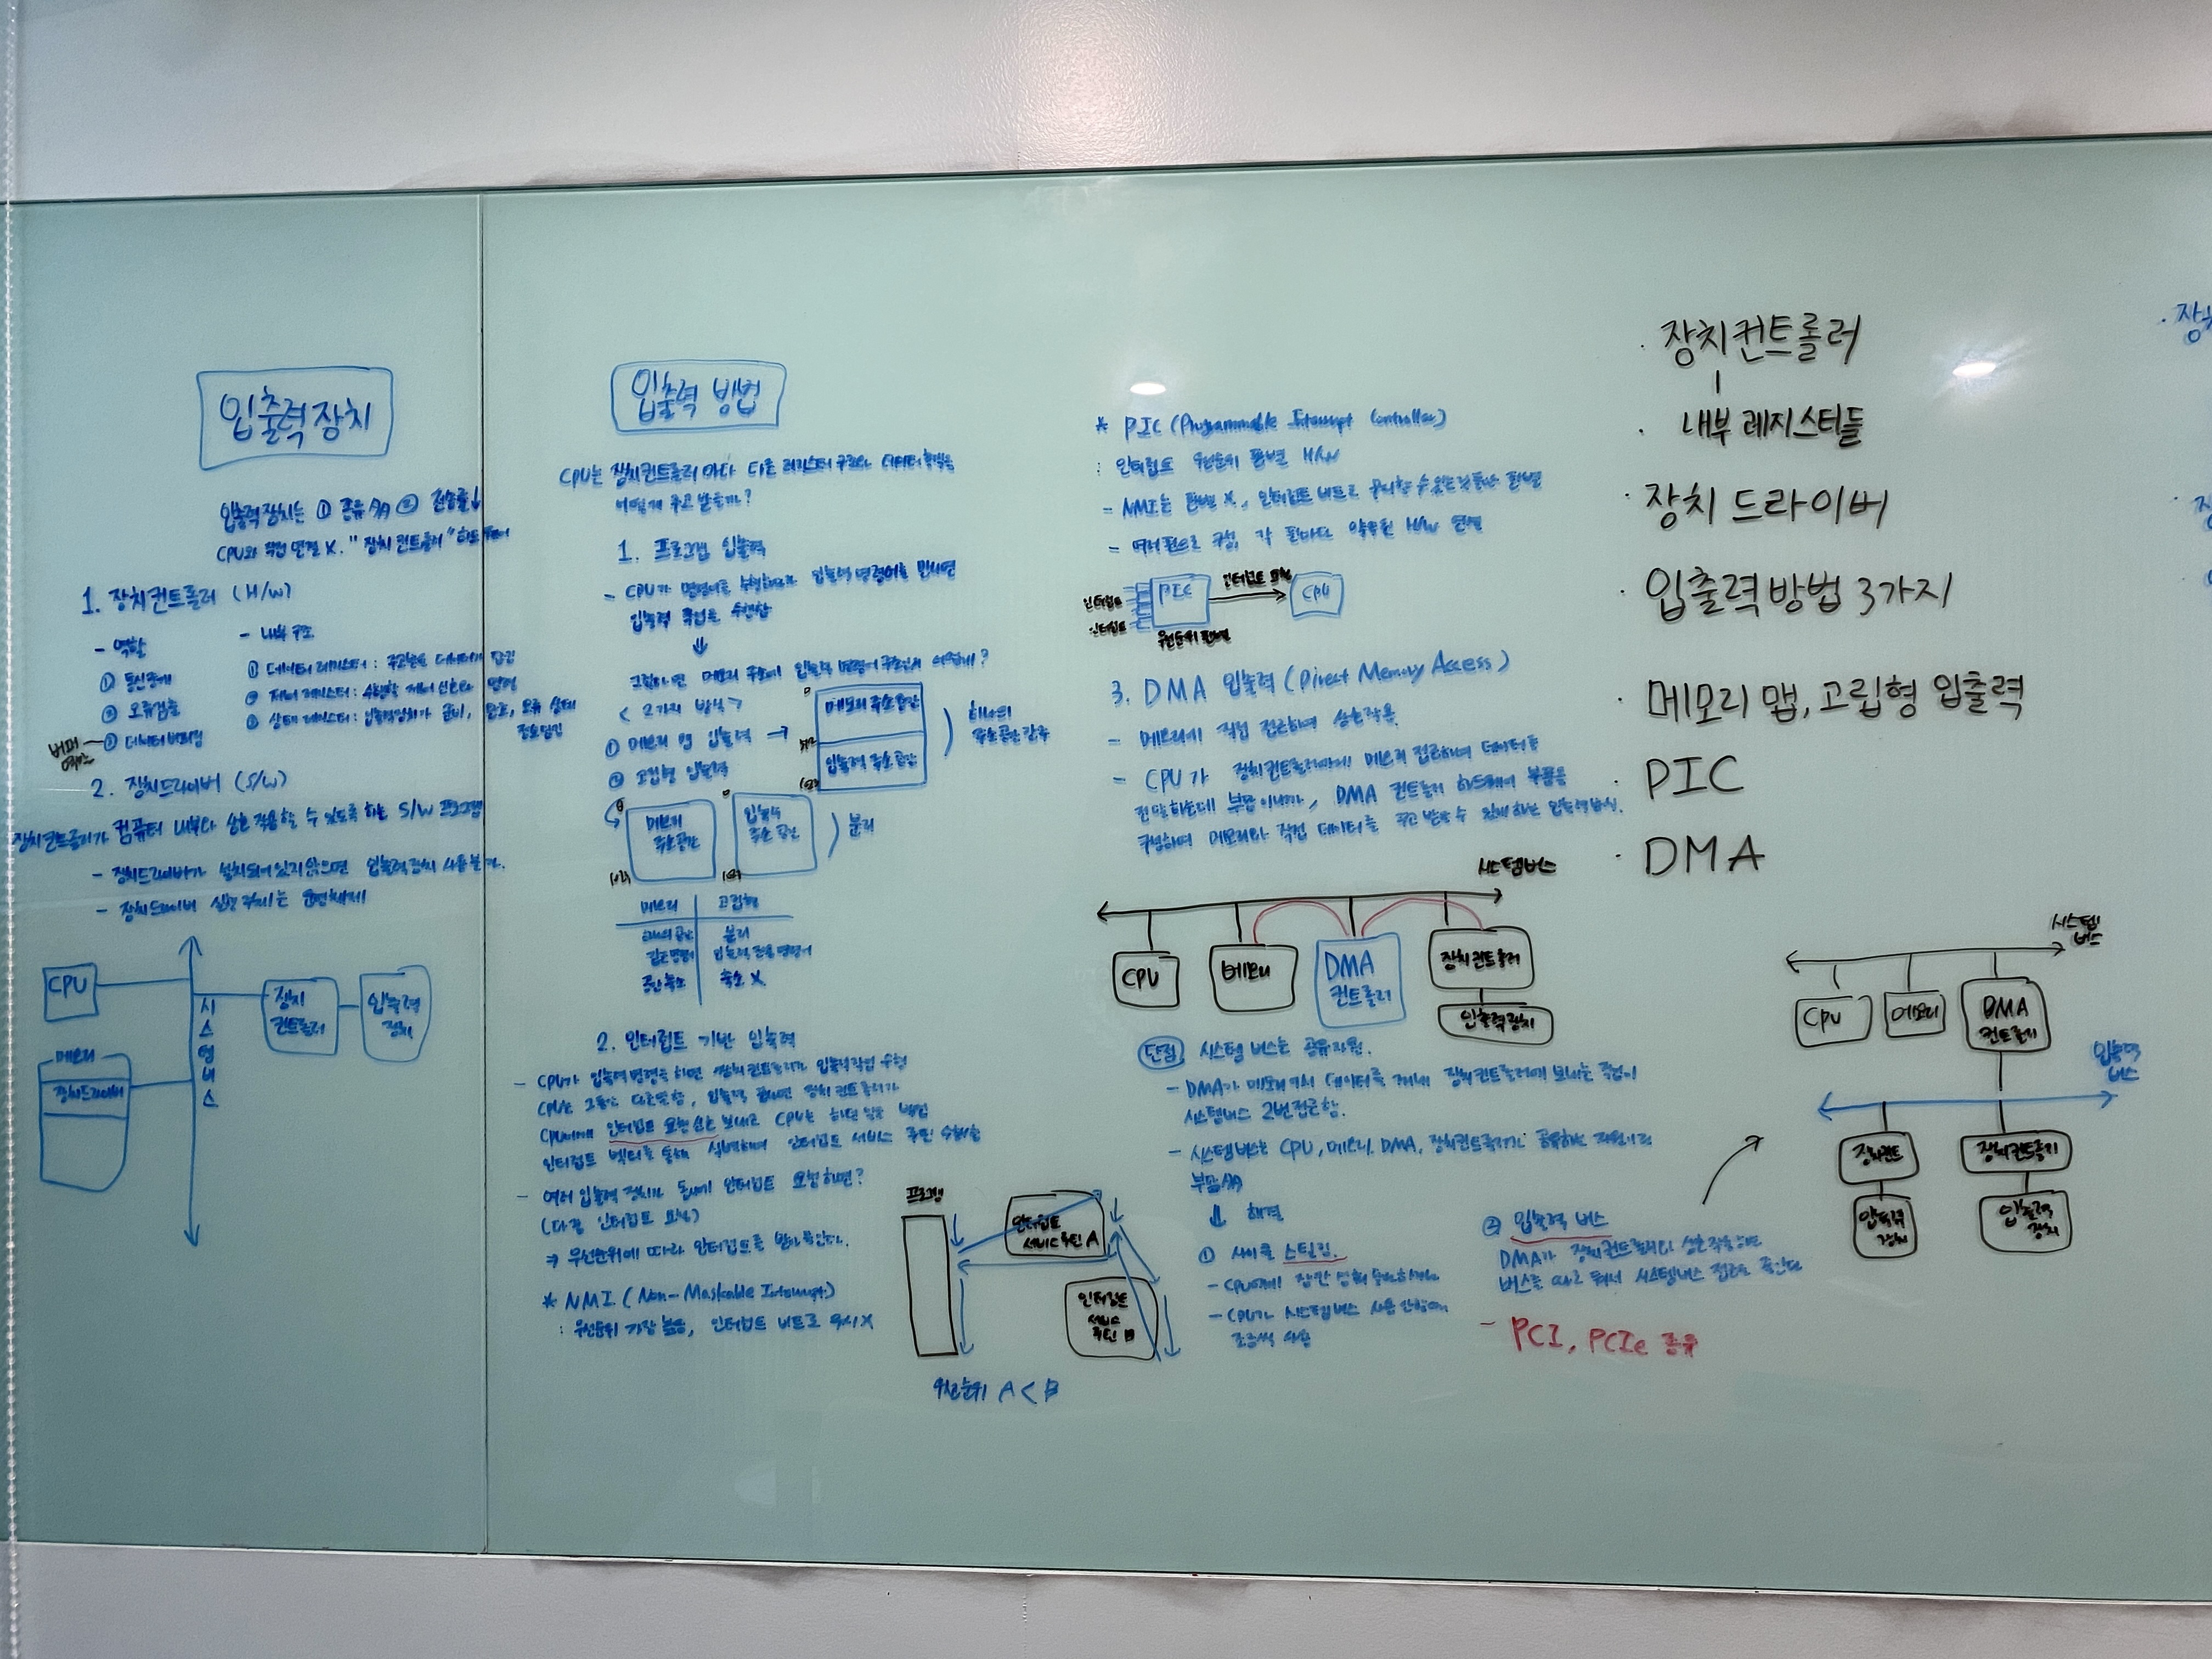 입출력장치
입출력장치는 ① 종류 多 ② 전송률↓
CPU와 직접 연결 X. "장치 컨트롤러"
1. 장치컨트롤러 (H/W)
- 역할
① 통신중개
② 오류검출
③ 데이터 버퍼링
버퍼
- 내부 구조
① 데이터 레지스터 : 주고받을 데이터가 담김
② 제어 레지스터 : 수행할 제어 신호와 명령
③ 상태 레지스터 : 입출력장치가 준비, 완료, 오류 상태
2. 장치드라이버 (S/W)
장치컨트롤러가 컴퓨터 내부와 상호 작용할 수 있도록 하는 S/W 프로그램
- 장치드라이버가 설치되어 있지 않으면 입출력장치 사용불가.
- 장치드라이버 실행 주체는 운영체제
CPU
메모리
장치드라이버
시스템버스
장치
컨트롤러
입출력
장치
입출력 방법
CPU는 장치컨트롤러 마다 다른 레지스터 구조와 데이터
어떻게 주고 받을까?
1. 프로그램 입출력
- CPU가 명령어를 수행하다가 입출력 명령어를 만나면
입출력 작업을 수행함
⇓
그렇다면 메모리 주소에 입출력 명령어 주소
< 2가지 방식 >
① 메모리 맵 입출력 →
② 고립형 입출력
메모리 주소공간
입출력 주소공간
하나의
주소공간 간주
메모리
주소공간
입출력
주소 공간
분리
메모리
고립형
하나의 공간
분리
같은 명령어
입출력 전용 명령어
공간 축소
축소 X
2. 인터럽트 기반 입출력
- CPU가 입출력 명령을 하면 장치컨트롤러가 입출력작업 수행
CPU는 그동안 다른일함, 입출력 끝나면 장치 컨트롤러가
CPU에게 인터럽트 요청 신호 보내고 CPU는 하던 일을 백업
인터럽트 벡터를 통해 식별하며 인터럽트 서비스 루틴 수행
- 여러 입출력 장치가 동시에 인터럽트 요청하면?
(다중 인터럽트 요청)
⇒ 우선순위에 따라 인터럽트를 받아들인다.
* NMI (Non-Maskable Interrupt)
: 우선순위 가장 높음, 인터럽트 비트로 무시 X
프로그램
인터럽트
서비스루틴 A
인터럽트
서비스
루틴 B
우선순위 A < B
* PIC (Programmable Interrupt Controller)
: 인터럽트 우선순위 판별 H/W
- NMI는 판별 X, 인터럽트 비트로 무시할 수 있는 것들만 판별
- 여러 핀으로 구성, 각 핀마다 약속된 H/W 연결
인터럽트
인터럽트
PIC
우선순위 판별
인터럽트
CPU
3. DMA 입출력 (Direct Memory Access)
- 메모리에 직접 접근하여 상호작용.
- CPU가 장치컨트롤러에게 메모리 접근하여 데이터를
전달하는데 부담이니까, DMA 컨트롤러 하드웨어 부품을
구성하여 메모리와 직접 데이터를 주고 받을 수 있게 하는 입출력방식.
시스템버스
CPU
메모리
DMA
컨트롤러
장치컨트롤러
입출력장치
단점 시스템 버스는 공유자원.
- DMA가 메모리에서 데이터를 꺼내 장치컨트롤러에 보내는 작업이
시스템버스 2번접근함.
- 시스템버스는 CPU, 메모리, DMA, 장치컨트롤러가 공유하는 자원이라
부담
⇓ 해결
① 사이클 스틸링.
- CPU에게 잠깐 멈춰
- CPU가 시스템버스 사용 안할때
조금씩 사용
② 입출력 버스
DMA가 장치컨트롤러와 상호작용하는
버스를 따로 둬서 시스템버스 접근을 줄인다
- PCI, PCIe 종류
· 장치컨트롤러
· 내부 레지스터들
· 장치 드라이버
· 입출력방법 3가지
· 메모리 맵, 고립형 입출력
· PIC
· DMA
시스템
버스
CPU
메모리
DMA
컨트롤러
입출력
버스
장치컨트
장치컨트롤러
입출력
장치
입출력
장치